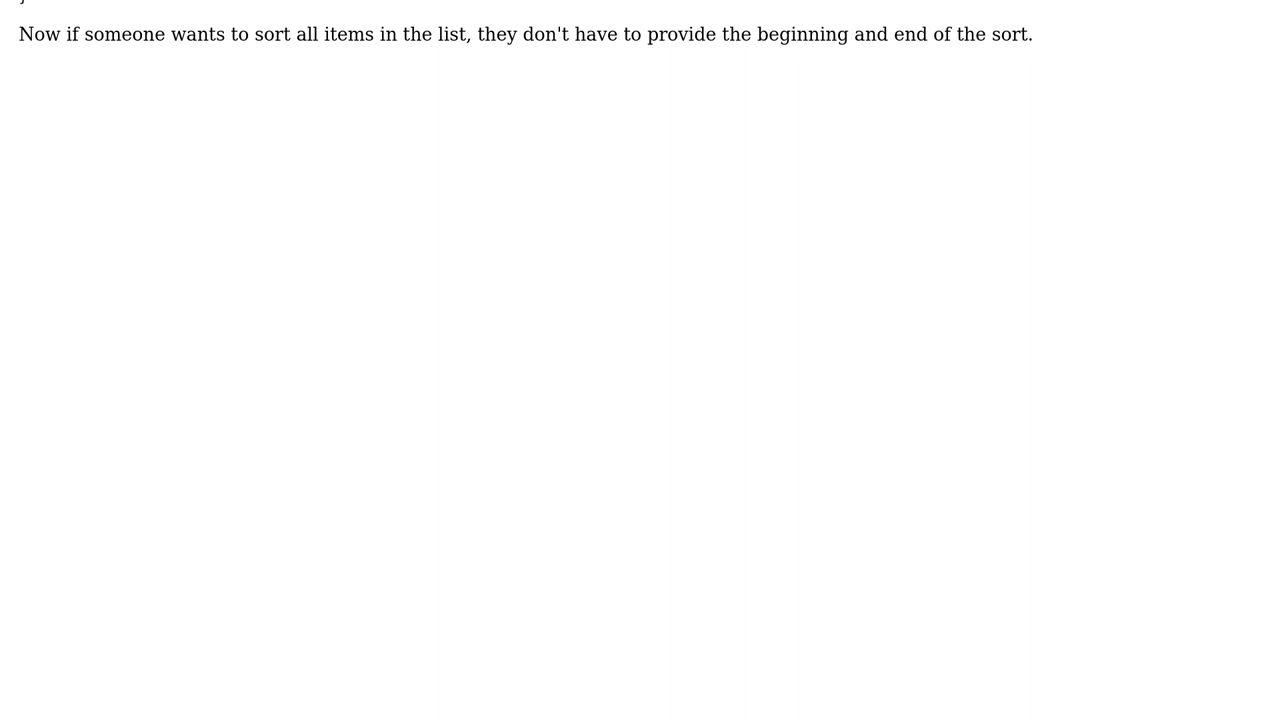 Now if someone wants to sort all items in the list, they don't have to provide the beginning and end of the sort.